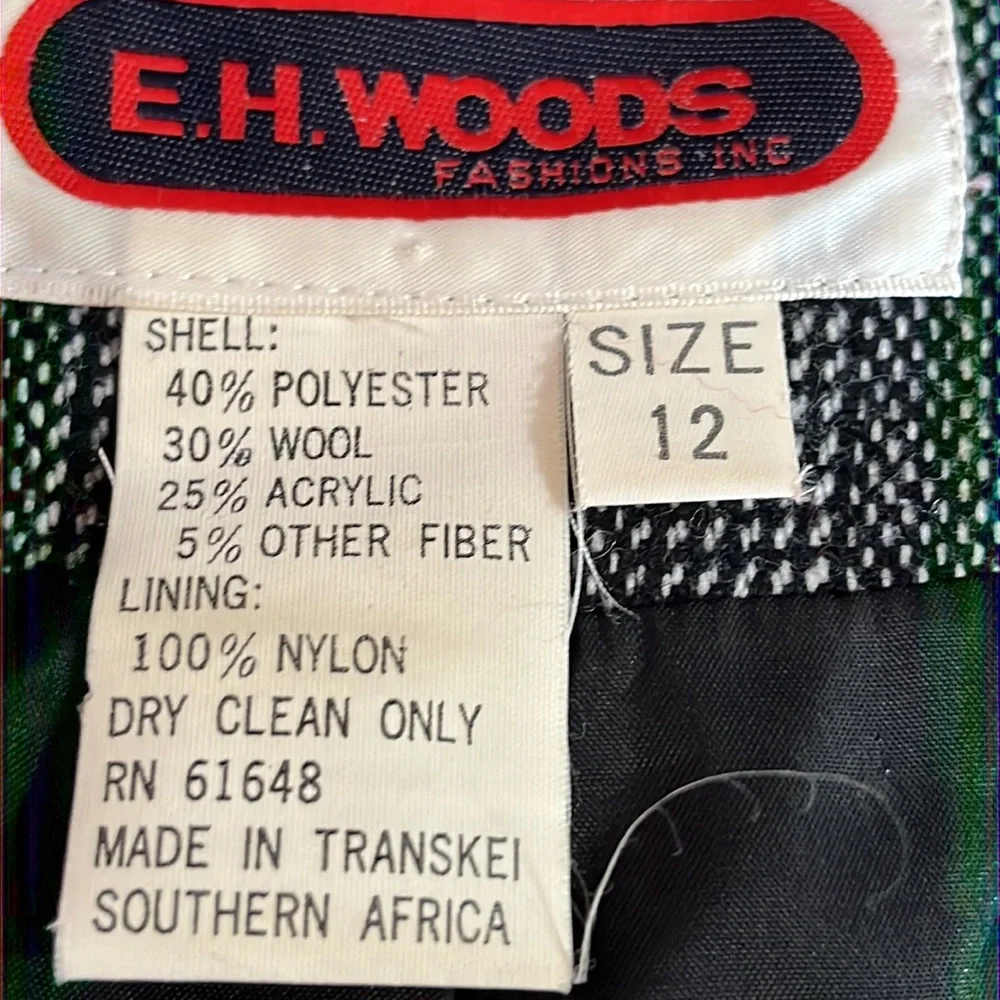 E.H.WOODS
FASHIONS INC
SHELL:
40% POLYESTER
30% WOOL
25% ACRYLIC
5% OTHER FIBER
LINING:
100% NYLON
DRY CLEAN ONLY
RN 61648
MADE IN TRANSKEI
SOUTHERN AFRICA
SIZE
12